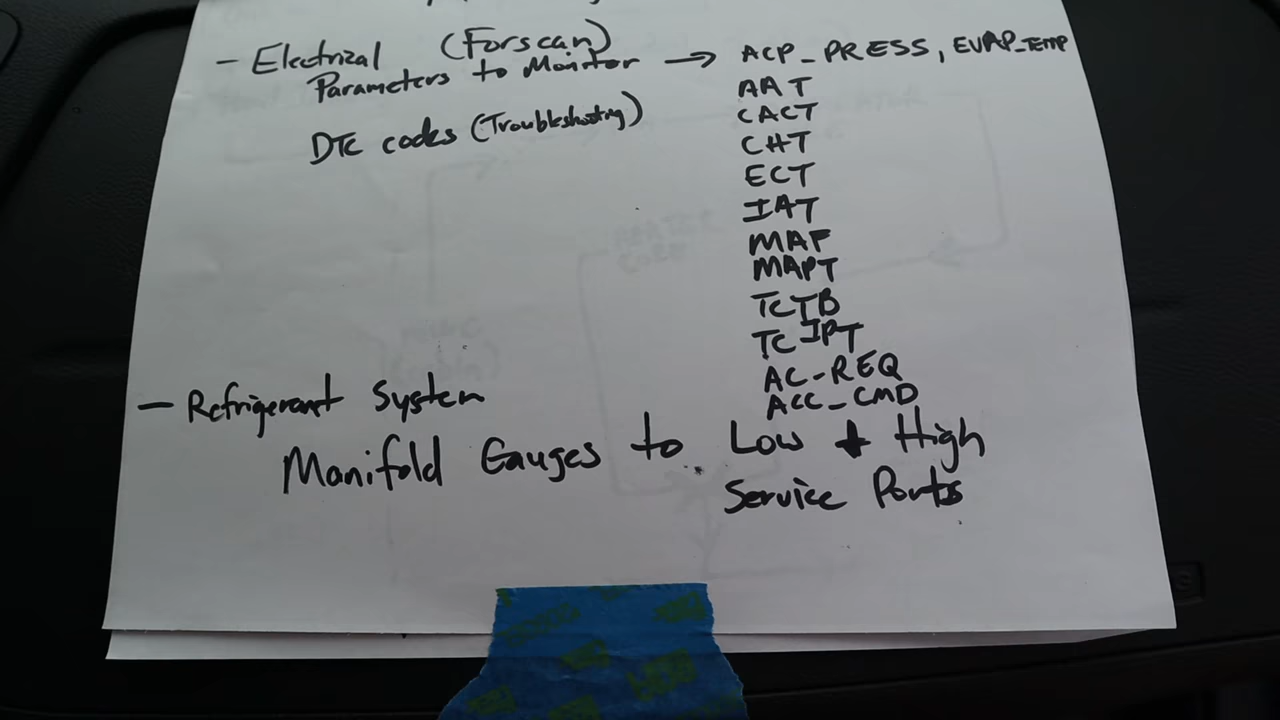 - Electrical (Forscan)
Parameters to Monitor → ACP_PRESS, EVAP_TEMP
AAT
DTC codes (Troubleshooting)
CACT
CHT
ECT
IAT
MAF
MAPT
TCTB
TCIPT
AC-REQ
ACC_CMD
- Refrigerant System
Manifold Gauges to Low + High
Service Ports